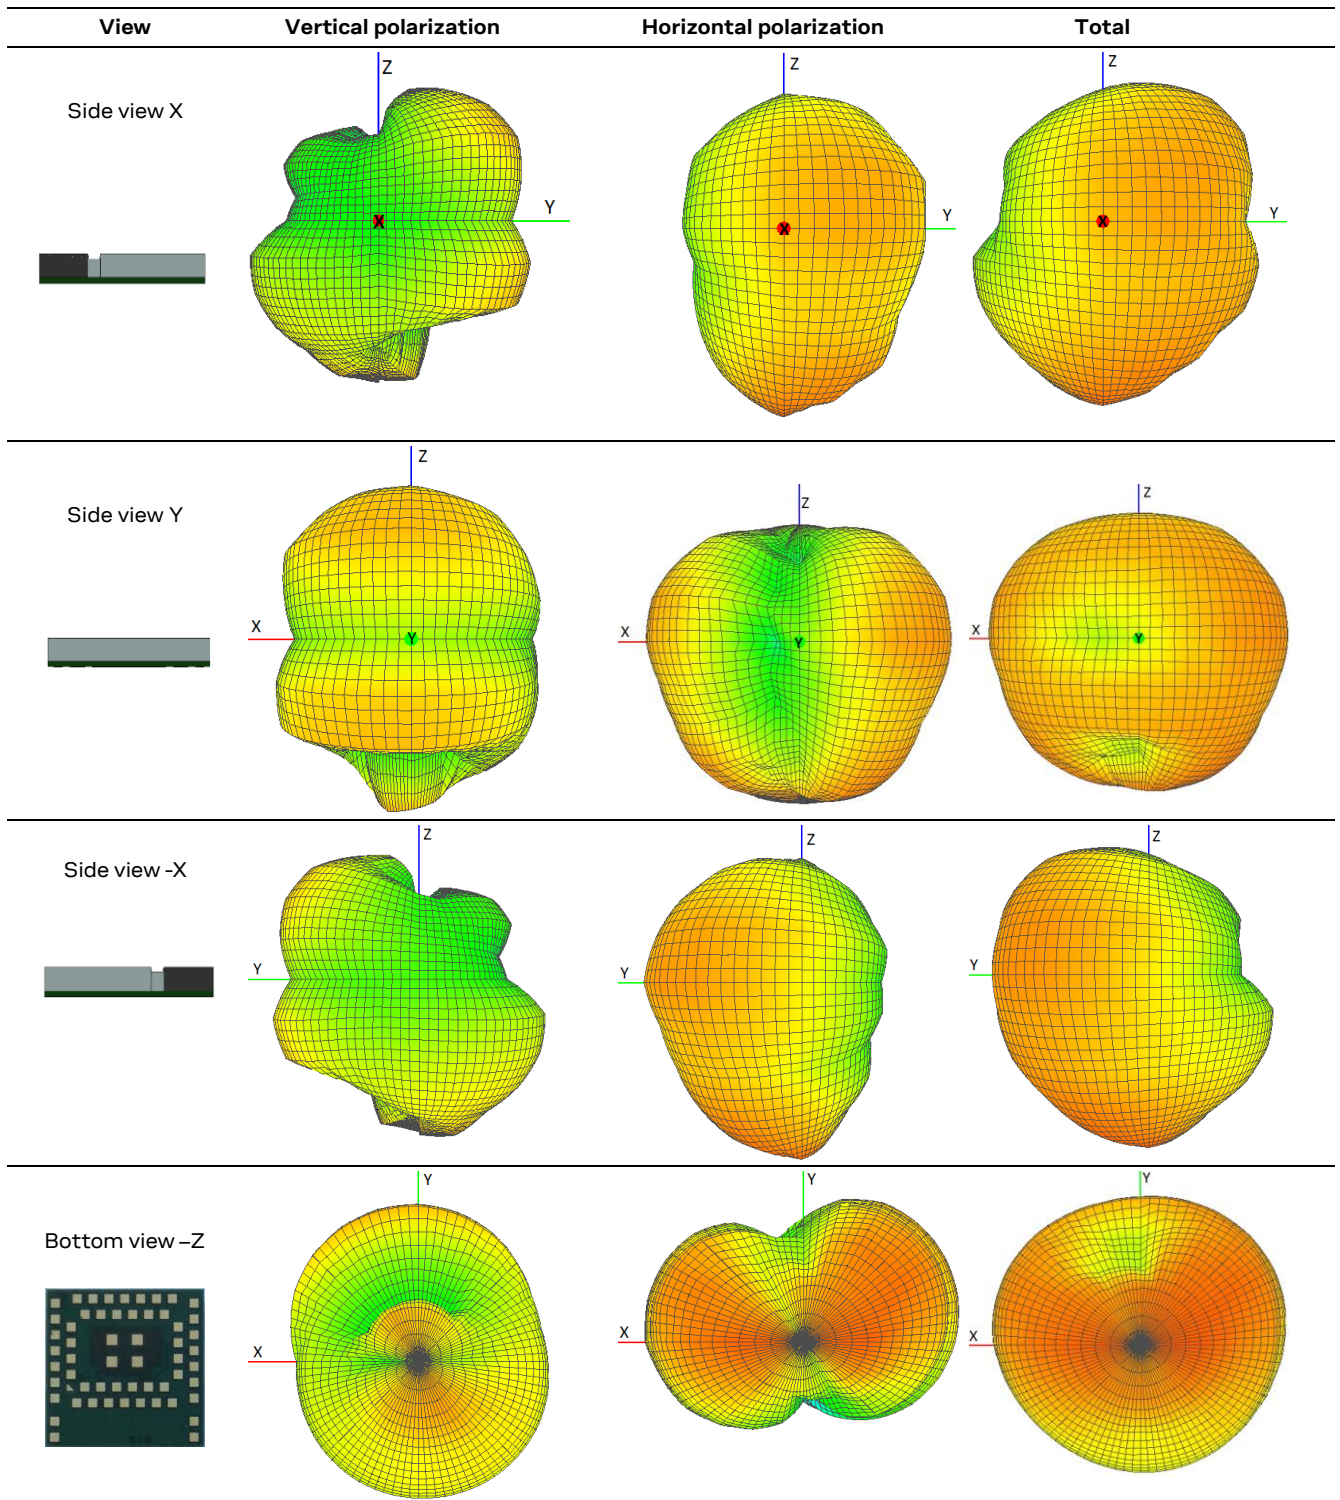 View Vertical polarization Horizontal polarization Total
Side view X
Z
Y
X
Z
Y
X
Z
Y
X
Side view Y
Z
X
Y
Z
X
Y
Z
X
Y
Side view -X
Z
Y
Z
Y
Z
Y
Bottom view –Z
Y
X
Y
X
Y
X